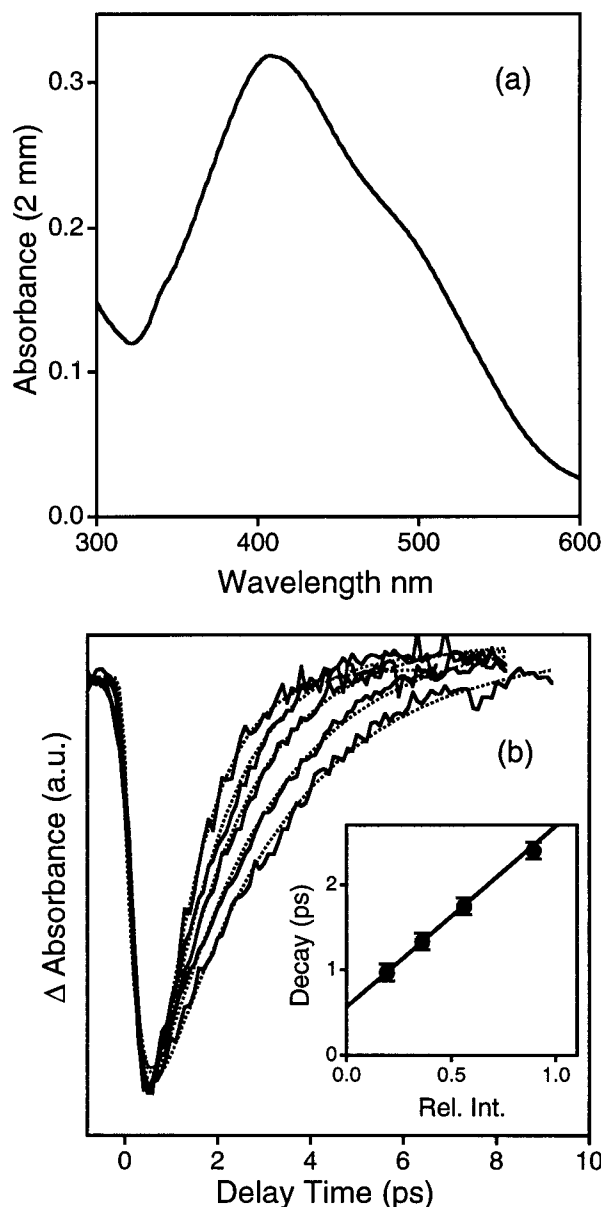 (a)
Absorbance (2 mm)
0.3
0.2
0.1
0.0
300
400
500
600
Wavelength nm
(b)
Δ Absorbance (a.u.)
Decay (ps)
2
1
0
0.0
0.5
1.0
Rel. Int.
0
2
4
6
8
10
Delay Time (ps)